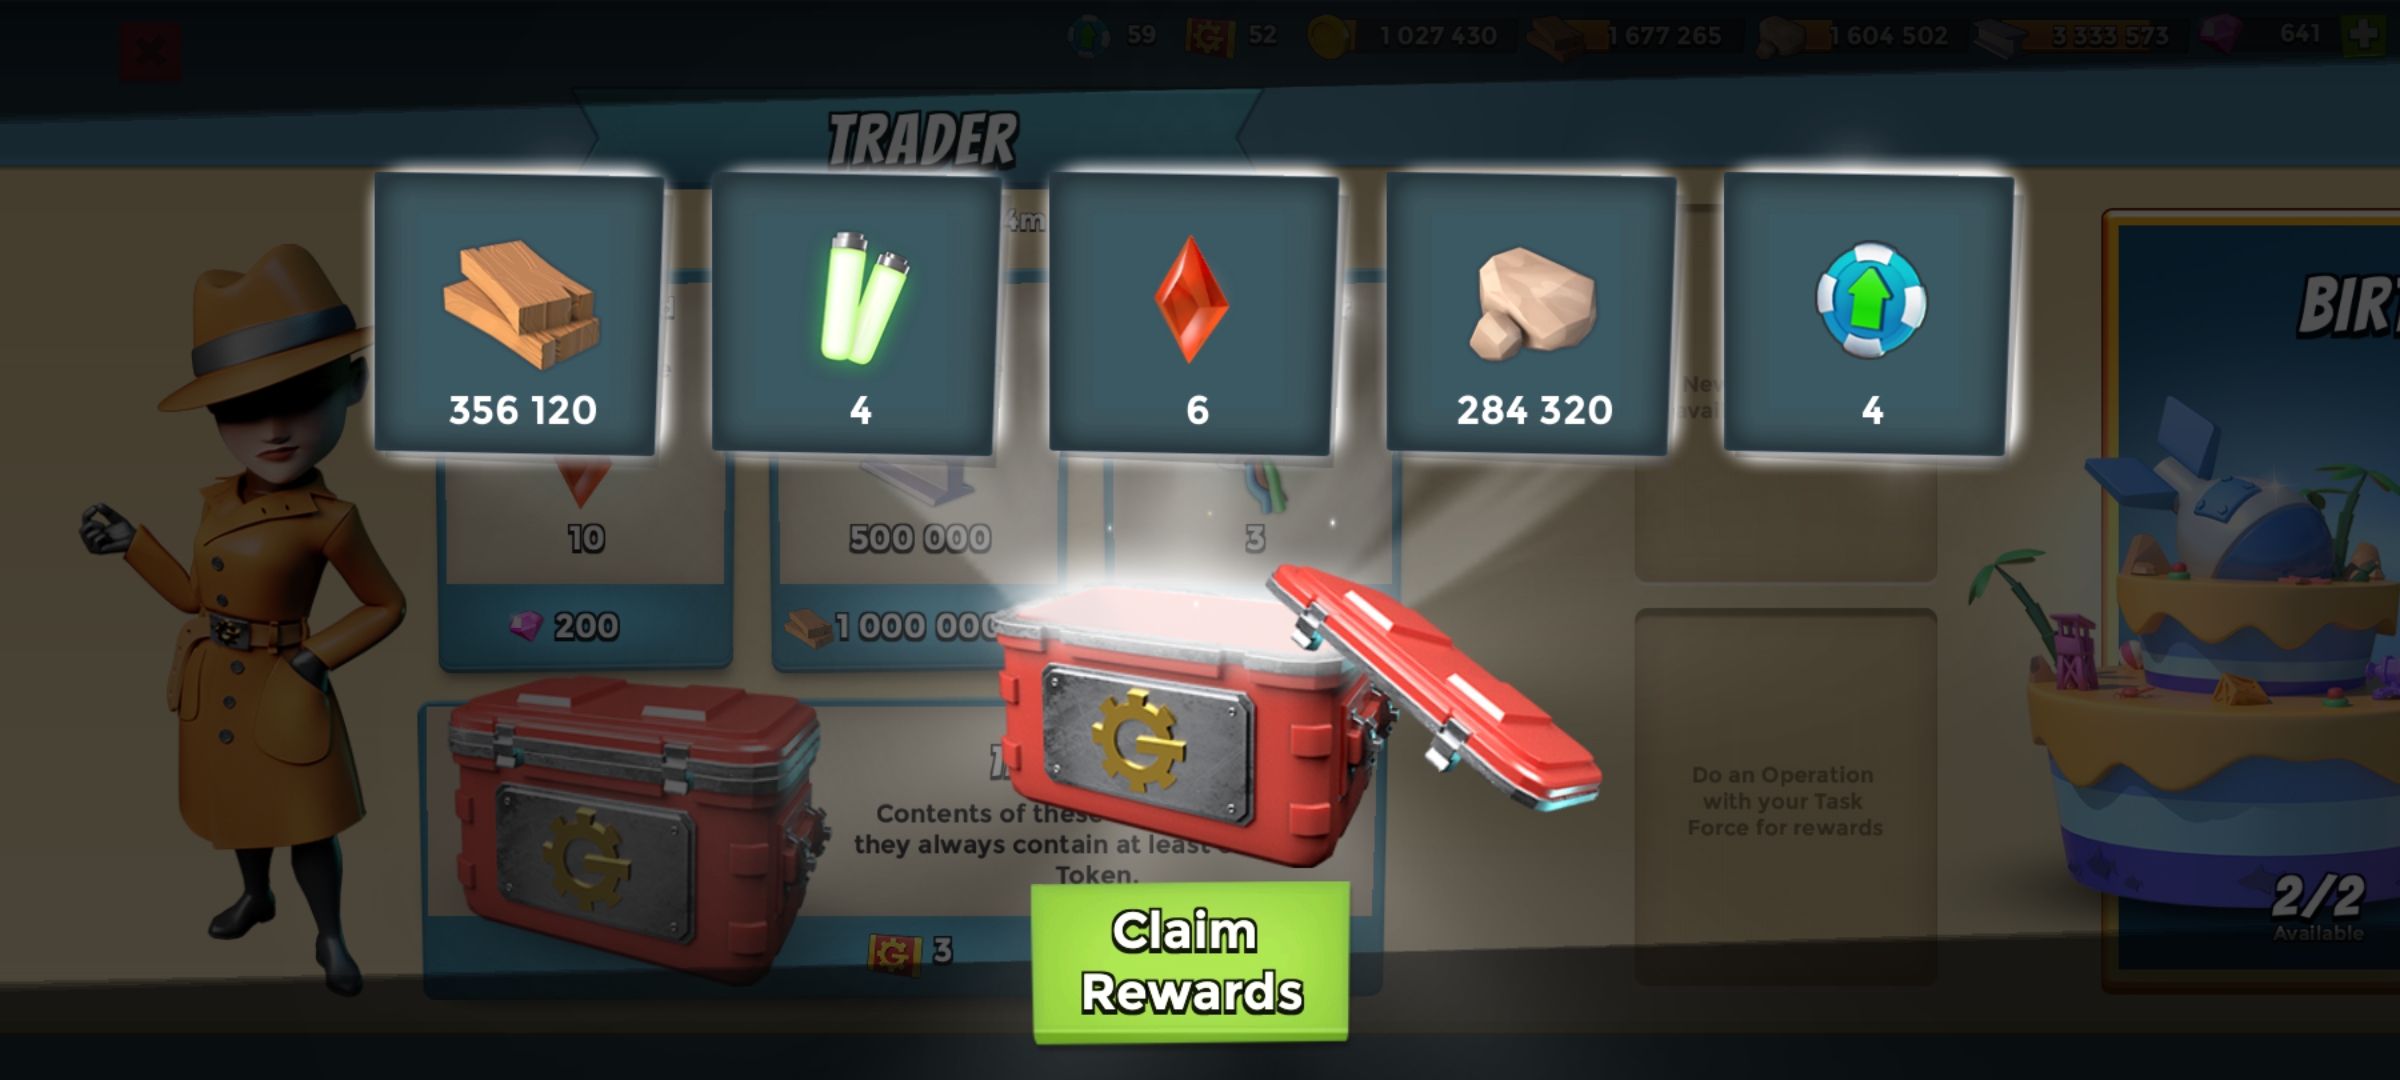 59
52
1 027 430
1 677 265
1 604 502
3 333 573
641
TRADER
4m
356 120
4
6
284 320
4
10
500 000
3
200
1 000 000
Contents of these
they always contain at least
Token.
3
Claim
Rewards
Do an Operation
with your Task
Force for rewards
2/2
Available